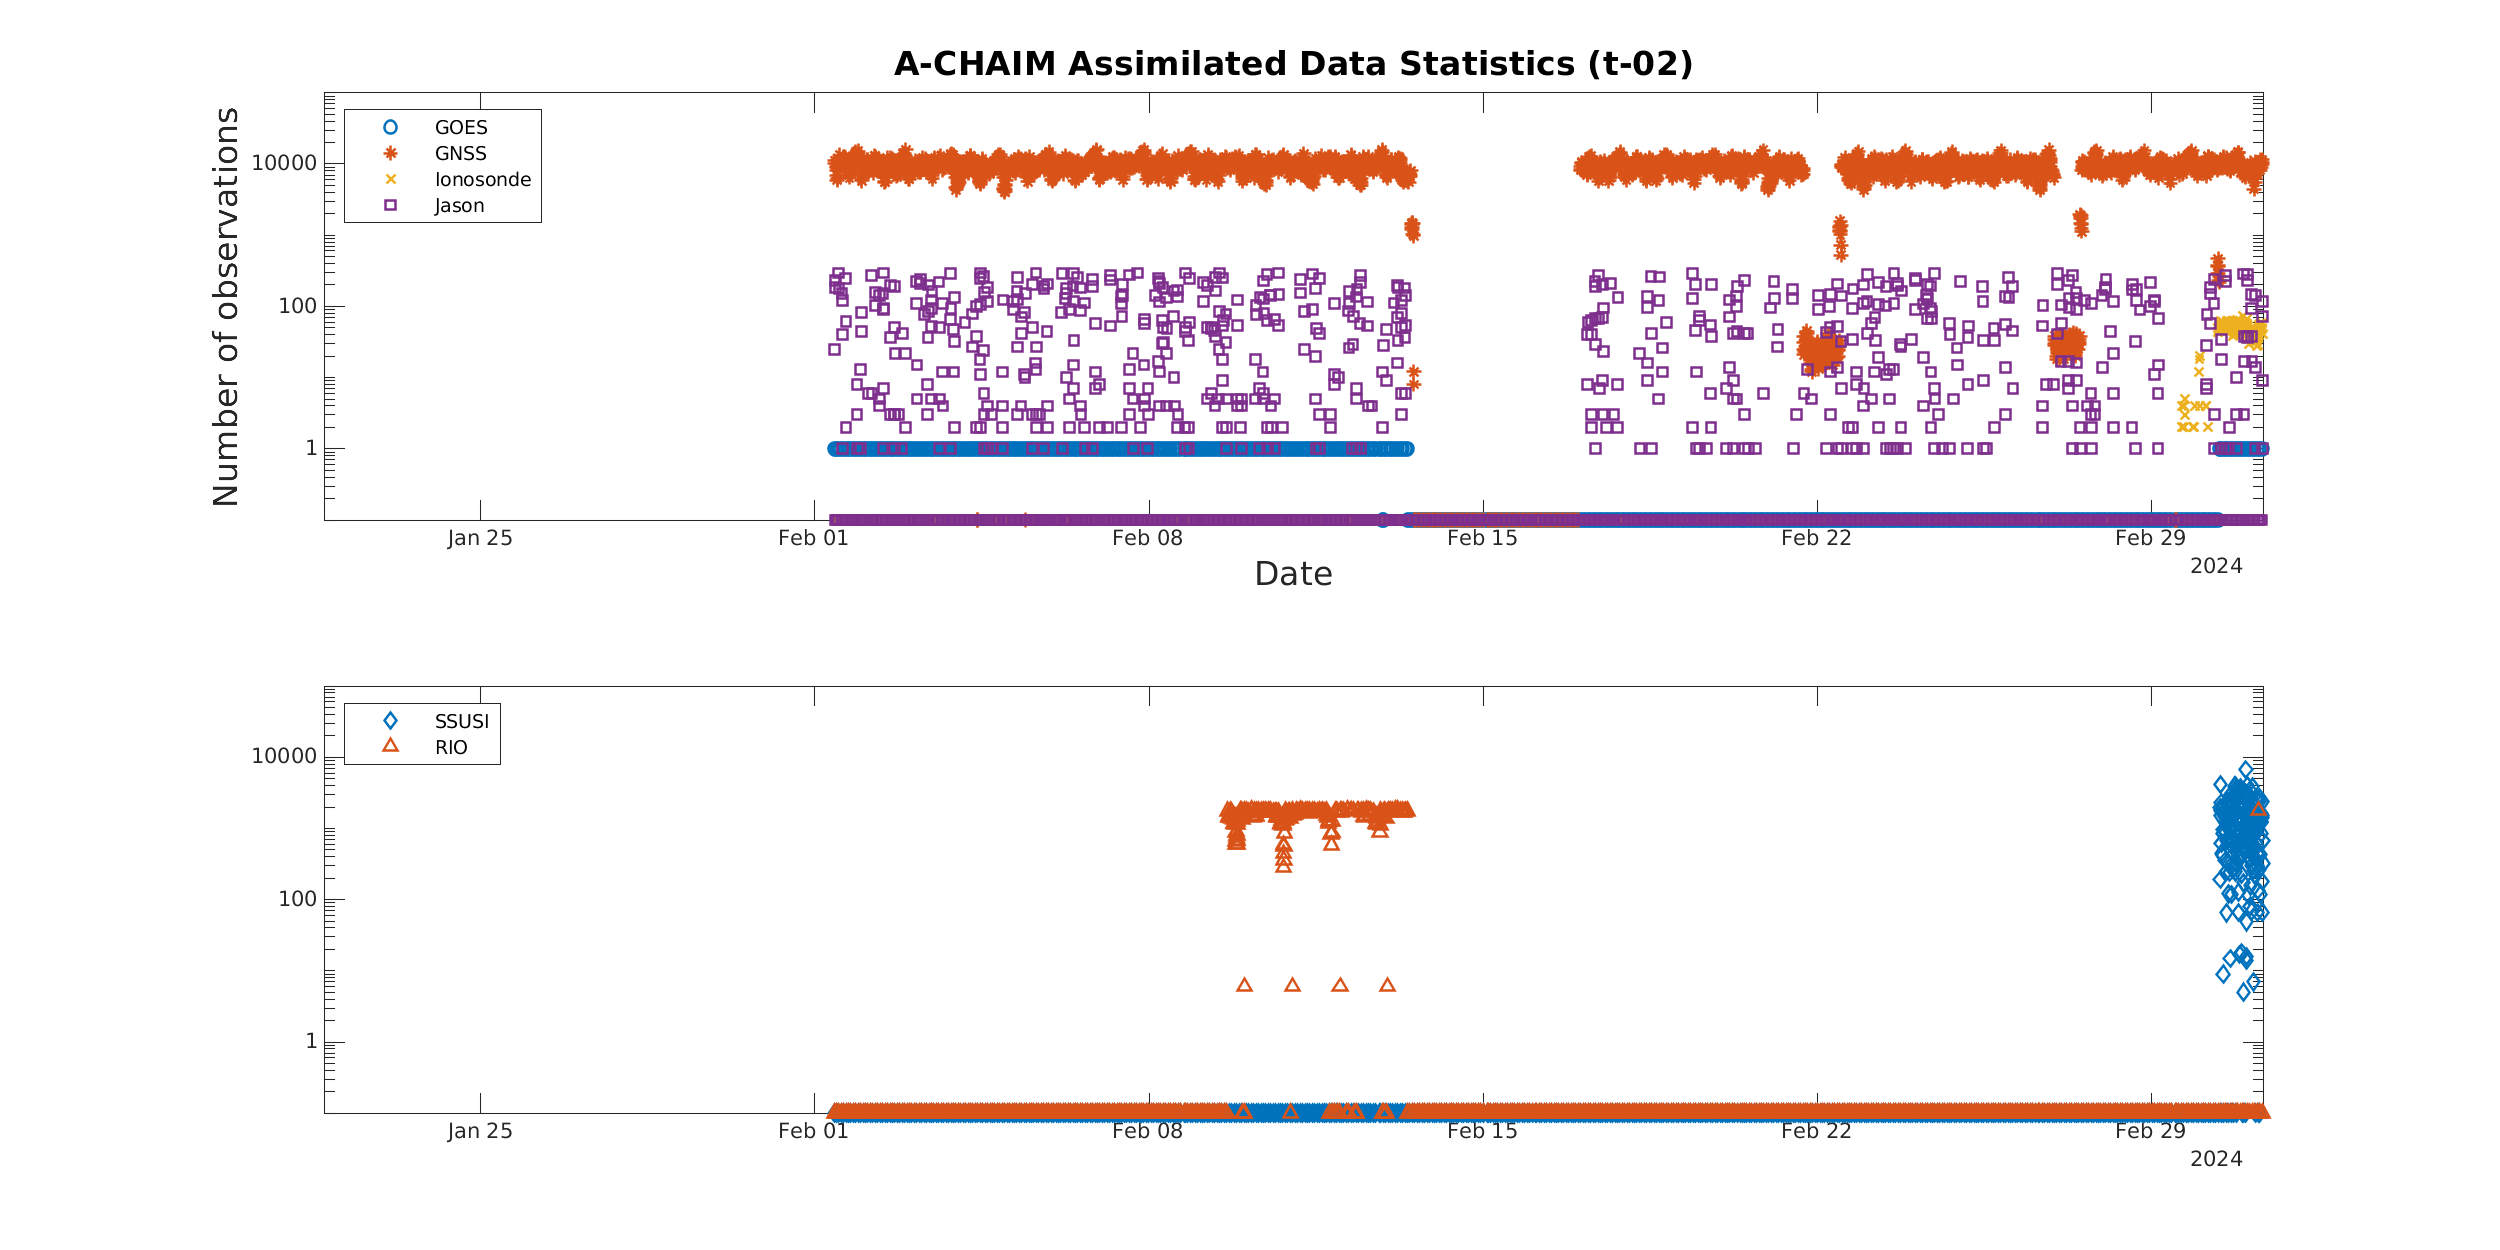 A-CHAIM Assimilated Data Statistics (t-02)
Number of observations
10000
100
1
GOES
GNSS
Ionosonde
Jason
Jan 25
Feb 01
Feb 08
Feb 15
Feb 22
Feb 29
2024
Date
10000
100
1
SSUSI
RIO
Jan 25
Feb 01
Feb 08
Feb 15
Feb 22
Feb 29
2024